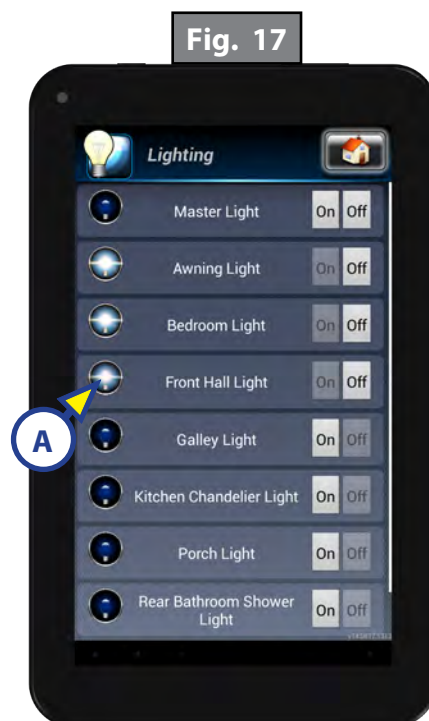 Fig. 17
Lighting
Master Light On Off
Awning Light On Off
Bedroom Light On Off
Front Hall Light On Off
A
Galley Light On Off
Kitchen Chandelier Light On Off
Porch Light On Off
Rear Bathroom Shower
Light On Off